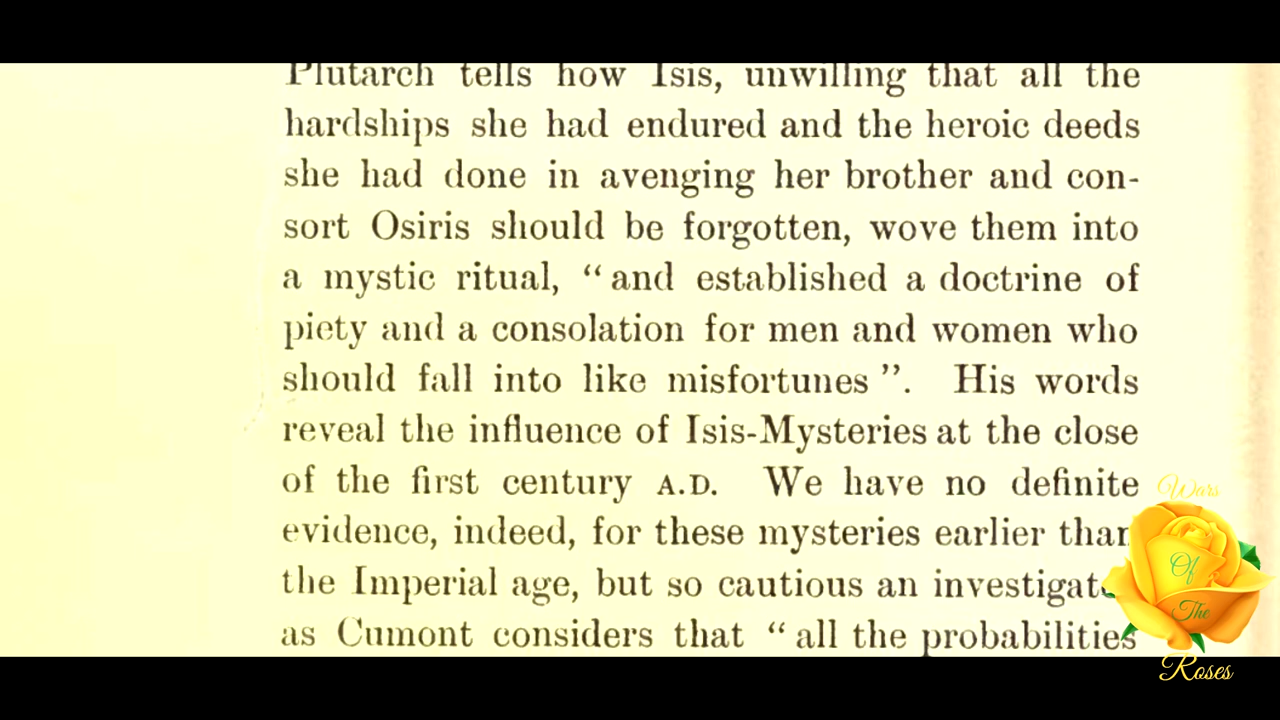 Plutarch tells how Isis, unwilling that all the
hardships she had endured and the heroic deeds
she had done in avenging her brother and con-
sort Osiris should be forgotten, wove them into
a mystic ritual, “and established a doctrine of
piety and a consolation for men and women who
should fall into like misfortunes”. His words
reveal the influence of Isis-Mysteries at the close
of the first century A.D. We have no definite
evidence, indeed, for these mysteries earlier than
the Imperial age, but so cautious an investigat
as Cumont considers that “all the probabilities
Wars
Of
The
Roses